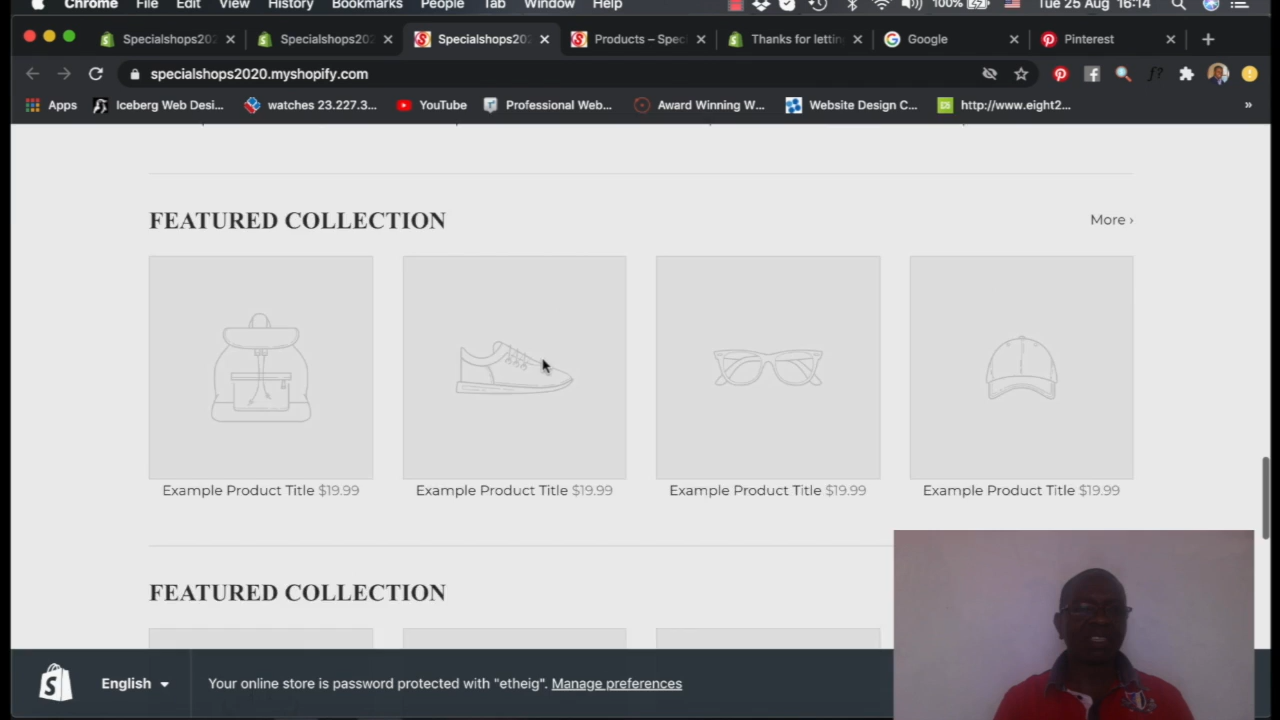 Chrome File Edit View History Bookmarks People Tab Window Help 100% Tue 25 Aug 16:14
Specialshops202 Specialshops202 Specialshops202 Products – Spec Thanks for lettin Google Pinterest
specialshops2020.myshopify.com
Apps Iceberg Web Desi... watches 23.227.3... YouTube Professional Web... Award Winning W... Website Design C... http://www.eight2... »
FEATURED COLLECTION More ›
Example Product Title $19.99 Example Product Title $19.99 Example Product Title $19.99 Example Product Title $19.99
FEATURED COLLECTION
English Your online store is password protected with "etheig". Manage preferences